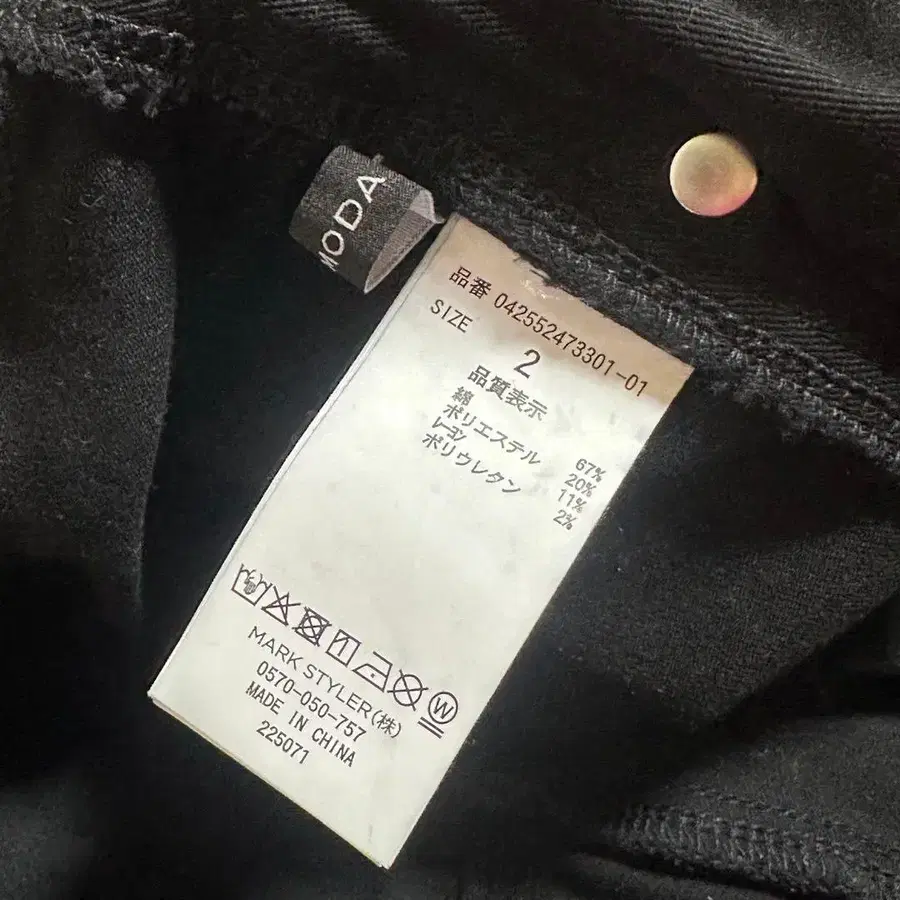 MODA
品番 042552473301-01
SIZE
2
品質表示
綿 67%
ポリエステル 20%
レーヨン 11%
ポリウレタン 2%
W
MARK STYLER(株)
0570-050-757
MADE IN CHINA
225071